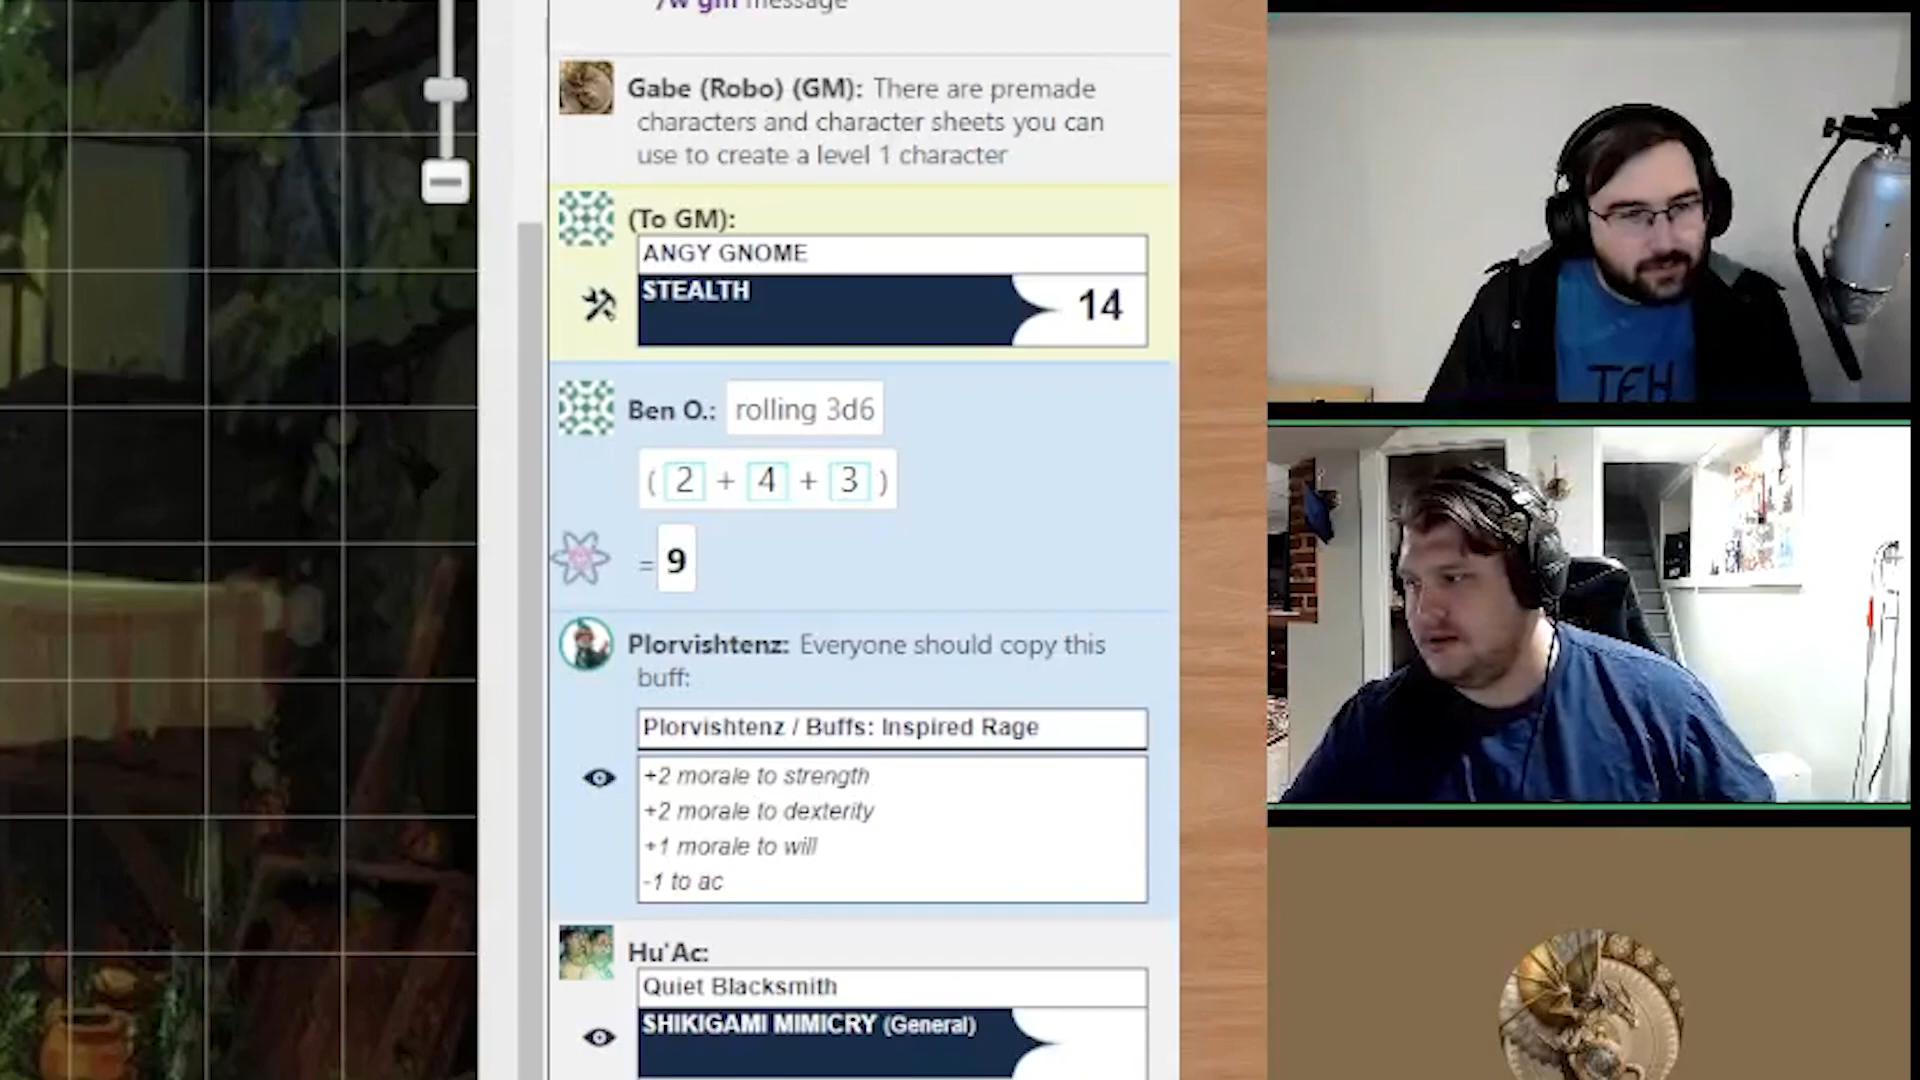 /w gm message
Gabe (Robo) (GM): There are premade
characters and character sheets you can
use to create a level 1 character
(To GM):
ANGY GNOME
STEALTH
14
Ben O.: rolling 3d6
( 2 + 4 + 3 )
= 9
Plorvishtenz: Everyone should copy this
buff:
Plorvishtenz / Buffs: Inspired Rage
+2 morale to strength
+2 morale to dexterity
+1 morale to will
-1 to ac
Hu'Ac:
Quiet Blacksmith
SHIKIGAMI MIMICRY (General)
TEH